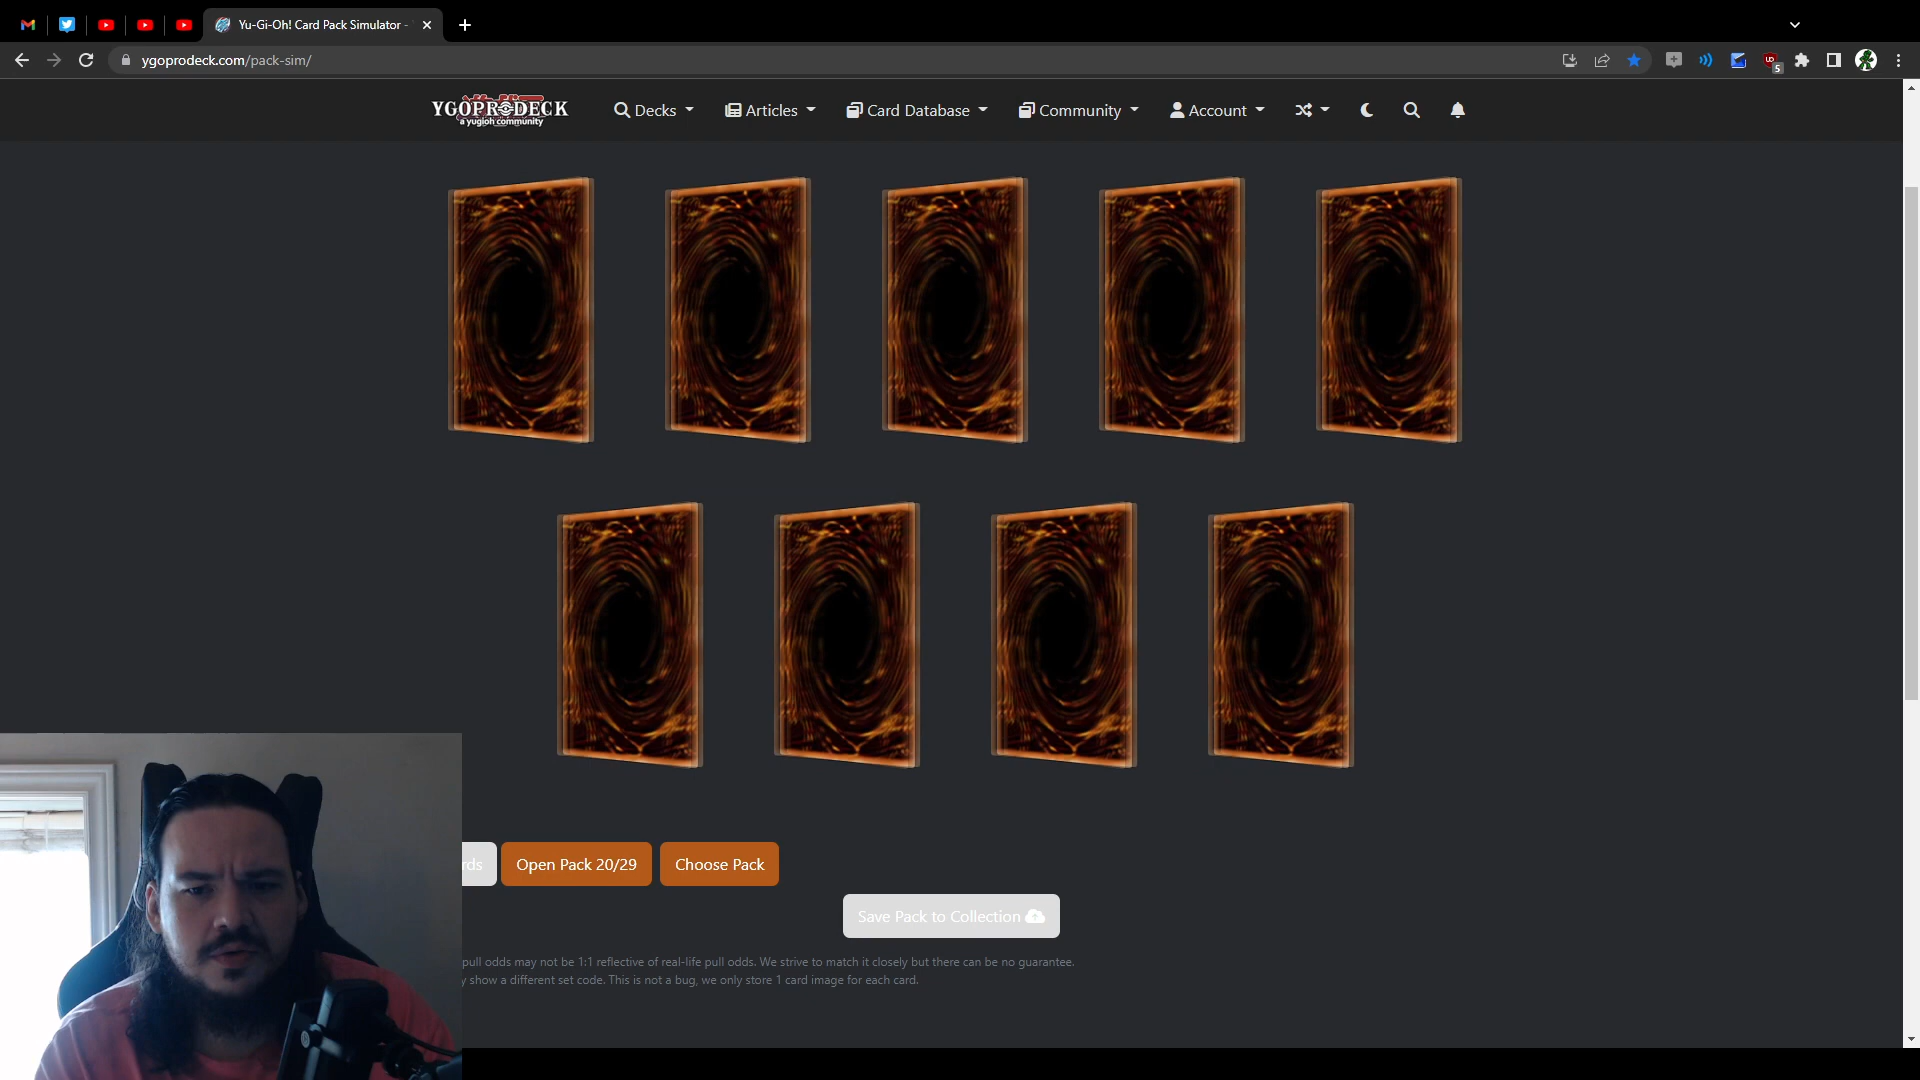 Yu-Gi-Oh! Card Pack Simulator -
ygoprodeck.com/pack-sim/
UD
5
YGOPRODECK
a yugioh community
Decks
Articles
Card Database
Community
Account
rds
Open Pack 20/29
Choose Pack
Save Pack to Collection
pull odds may not be 1:1 reflective of real-life pull odds. We strive to match it closely but there can be no guarantee.
y show a different set code. This is not a bug, we only store 1 card image for each card.